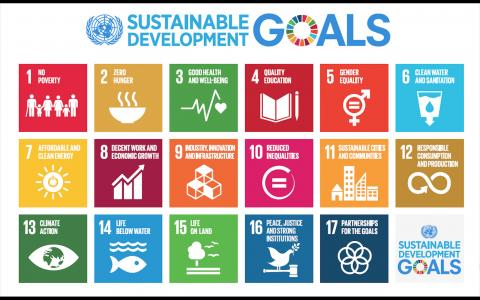 SUSTAINABLE
DEVELOPMENT
GOALS
1 NO
POVERTY
2 ZERO
HUNGER
3 GOOD HEALTH
AND WELL-BEING
4 QUALITY
EDUCATION
5 GENDER
EQUALITY
6 CLEAN WATER
AND SANITATION
7 AFFORDABLE AND
CLEAN ENERGY
8 DECENT WORK AND
ECONOMIC GROWTH
9 INDUSTRY, INNOVATION
AND INFRASTRUCTURE
10 REDUCED
INEQUALITIES
11 SUSTAINABLE CITIES
AND COMMUNITIES
12 RESPONSIBLE
CONSUMPTION
AND PRODUCTION
13 CLIMATE
ACTION
14 LIFE
BELOW WATER
15 LIFE
ON LAND
16 PEACE, JUSTICE
AND STRONG
INSTITUTIONS
17 PARTNERSHIPS
FOR THE GOALS
SUSTAINABLE
DEVELOPMENT
GOALS